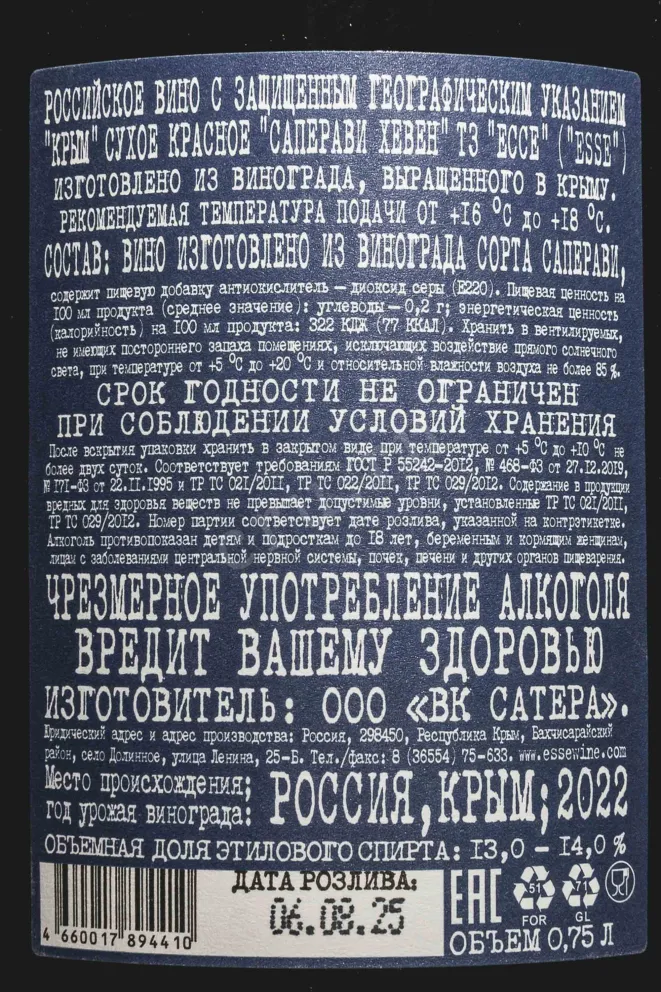 РОССИЙСКОЕ ВИНО С ЗАЩИЩЕННЫМ ГЕОГРАФИЧЕСКИМ УКАЗАНИЕМ
"КРЫМ" СУХОЕ КРАСНОЕ "САПЕРАВИ ХЕВЕН" ТЗ "ЕССЕ" ("ESSE")
ИЗГОТОВЛЕНО ИЗ ВИНОГРАДА, ВЫРАЩЕННОГО В КРЫМУ.
РЕКОМЕНДУЕМАЯ ТЕМПЕРАТУРА ПОДАЧИ ОТ +16 °С ДО +18 °С.
СОСТАВ: ВИНО ИЗГОТОВЛЕНО ИЗ ВИНОГРАДА СОРТА САПЕРАВИ,
содержит пищевую добавку антиокислитель — диоксид серы (Е220). Пищевая ценность на
100 мл продукта (среднее значение): углеводы — 0,2 г; энергетическая ценность
(калорийность) на 100 мл продукта: 322 КДЖ (77 ККАЛ). Хранить в вентилируемых,
не имеющих постороннего запаха помещениях, исключающих воздействие прямого солнечного
света, при температуре от +5 °С до +20 °С и относительной влажности воздуха не более 85 %.
СРОК ГОДНОСТИ НЕ ОГРАНИЧЕН
ПРИ СОБЛЮДЕНИИ УСЛОВИЙ ХРАНЕНИЯ
После вскрытия упаковки хранить в закрытом виде при температуре от +5 °С до +10 °С не
более двух суток. Соответствует требованиям ГОСТ Р 55242-2012, № 468-ФЗ от 27.12.2019,
№ 171-ФЗ от 22.11.1995 и ТР ТС 021/2011, ТР ТС 022/2011, ТР ТС 029/2012. Содержание в продукции
вредных для здоровья веществ не превышает допустимые уровни, установленные ТР ТС 021/2011,
ТР ТС 029/2012. Номер партии соответствует дате розлива, указанной на контрэтикетке.
Алкоголь противопоказан детям и подросткам до 18 лет, беременным и кормящим женщинам,
лицам с заболеваниями центральной нервной системы, почек, печени и других органов пищеварения.
ЧРЕЗМЕРНОЕ УПОТРЕБЛЕНИЕ АЛКОГОЛЯ
ВРЕДИТ ВАШЕМУ ЗДОРОВЬЮ
ИЗГОТОВИТЕЛЬ: ООО «ВК САТЕРА».
Юридический адрес и адрес производства: Россия, 298450, Республика Крым, Бахчисарайский
район, село Долинное, улица Ленина, 25-Б. Тел./факс: 8 (36554) 75-633. www.essewine.com
Место происхождения;
год урожая винограда: РОССИЯ, КРЫМ; 2022
ОБЪЕМНАЯ ДОЛЯ ЭТИЛОВОГО СПИРТА: 13,0 – 14,0 %
ДАТА РОЗЛИВА:
06.08.25
4 660017 894410
ЕАС
51
FOR
71
GL
ОБЪЕМ 0,75 Л